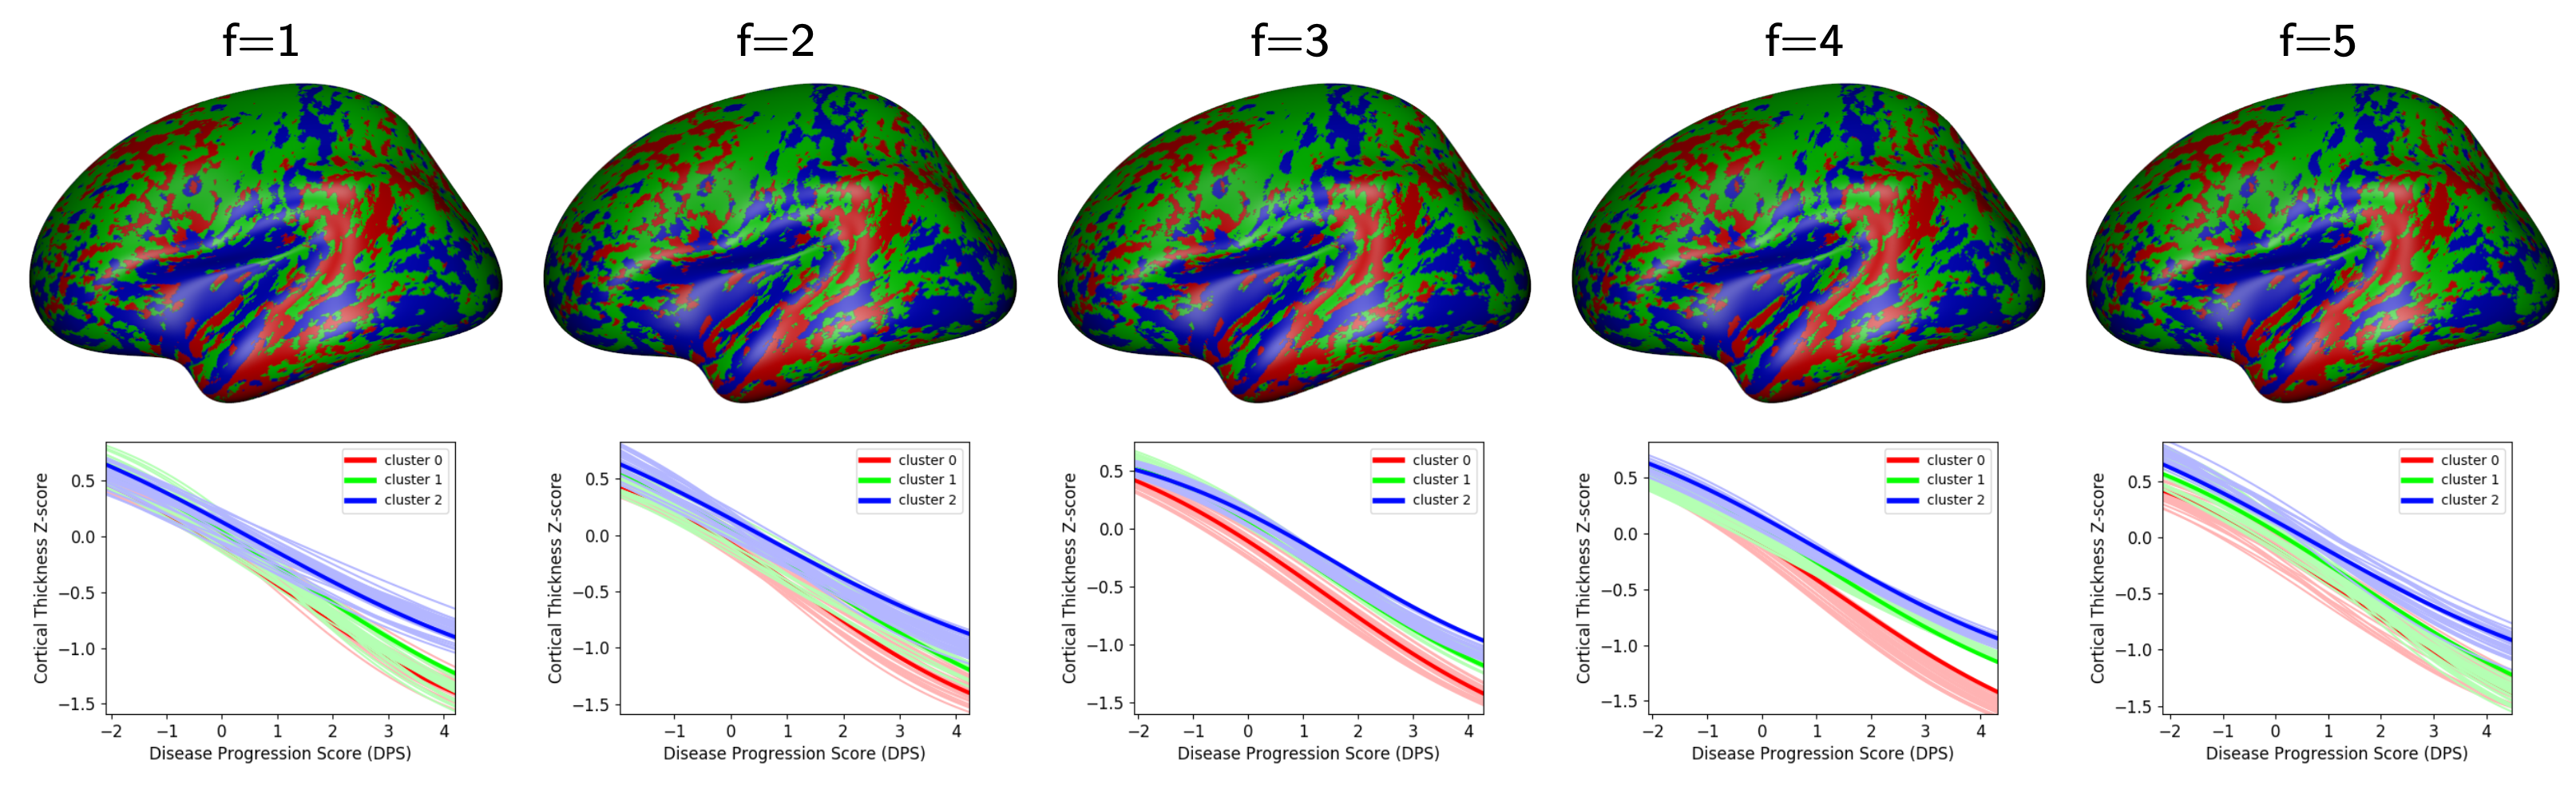 f=1
f=2
f=3
f=4
f=5
Cortical Thickness Z-score
0.5
0.0
−0.5
−1.0
−1.5
cluster 0
cluster 1
cluster 2
−2 −1 0 1 2 3 4
Disease Progression Score (DPS)
Cortical Thickness Z-score
0.5
0.0
−0.5
−1.0
−1.5
cluster 0
cluster 1
cluster 2
−1 0 1 2 3 4
Disease Progression Score (DPS)
Cortical Thickness Z-score
0.5
0.0
−0.5
−1.0
−1.5
cluster 0
cluster 1
cluster 2
−2 −1 0 1 2 3 4
Disease Progression Score (DPS)
Cortical Thickness Z-score
0.5
0.0
−0.5
−1.0
−1.5
cluster 0
cluster 1
cluster 2
−2 −1 0 1 2 3 4
Disease Progression Score (DPS)
Cortical Thickness Z-score
0.5
0.0
−0.5
−1.0
−1.5
cluster 0
cluster 1
cluster 2
−2 −1 0 1 2 3 4
Disease Progression Score (DPS)